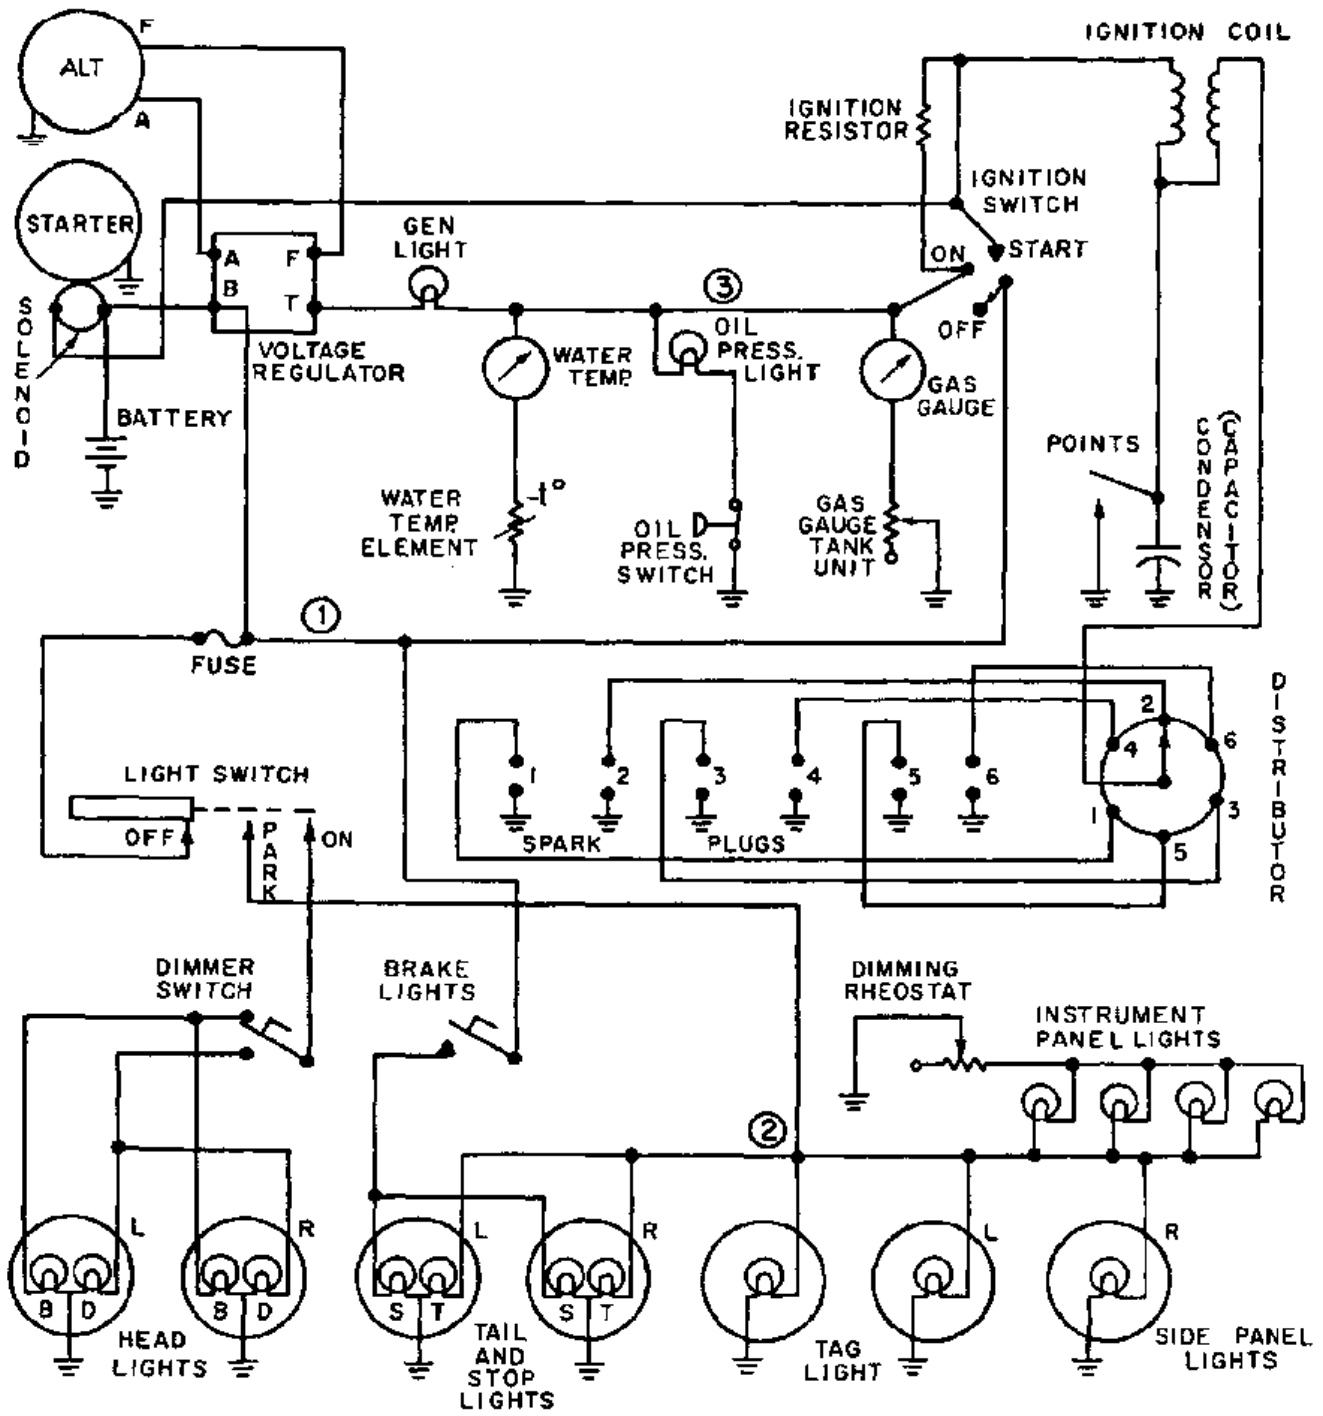 IGNITION COIL
F
ALT
A
IGNITION
RESISTOR
IGNITION
SWITCH
STARTER
GEN
LIGHT
START
ON
A F
B T
3
OFF
SOLENOID
VOLTAGE
REGULATOR
WATER
TEMP.
OIL
PRESS.
LIGHT
GAS
GAUGE
BATTERY
POINTS
CONDENSOR
(CAPACITOR)
-t°
WATER
TEMP.
ELEMENT
OIL
PRESS.
SWITCH
GAS
GAUGE
TANK
UNIT
1
FUSE
DISTRIBUTOR
2
4 6
1 3
5
1 2 3 4 5 6
SPARK PLUGS
LIGHT SWITCH
OFF
PARK
ON
DIMMER
SWITCH
BRAKE
LIGHTS
DIMMING
RHEOSTAT
INSTRUMENT
PANEL LIGHTS
2
L R L R L R
B D B D S T S T
HEAD
LIGHTS
TAIL
AND
STOP
LIGHTS
TAG
LIGHT
SIDE PANEL
LIGHTS